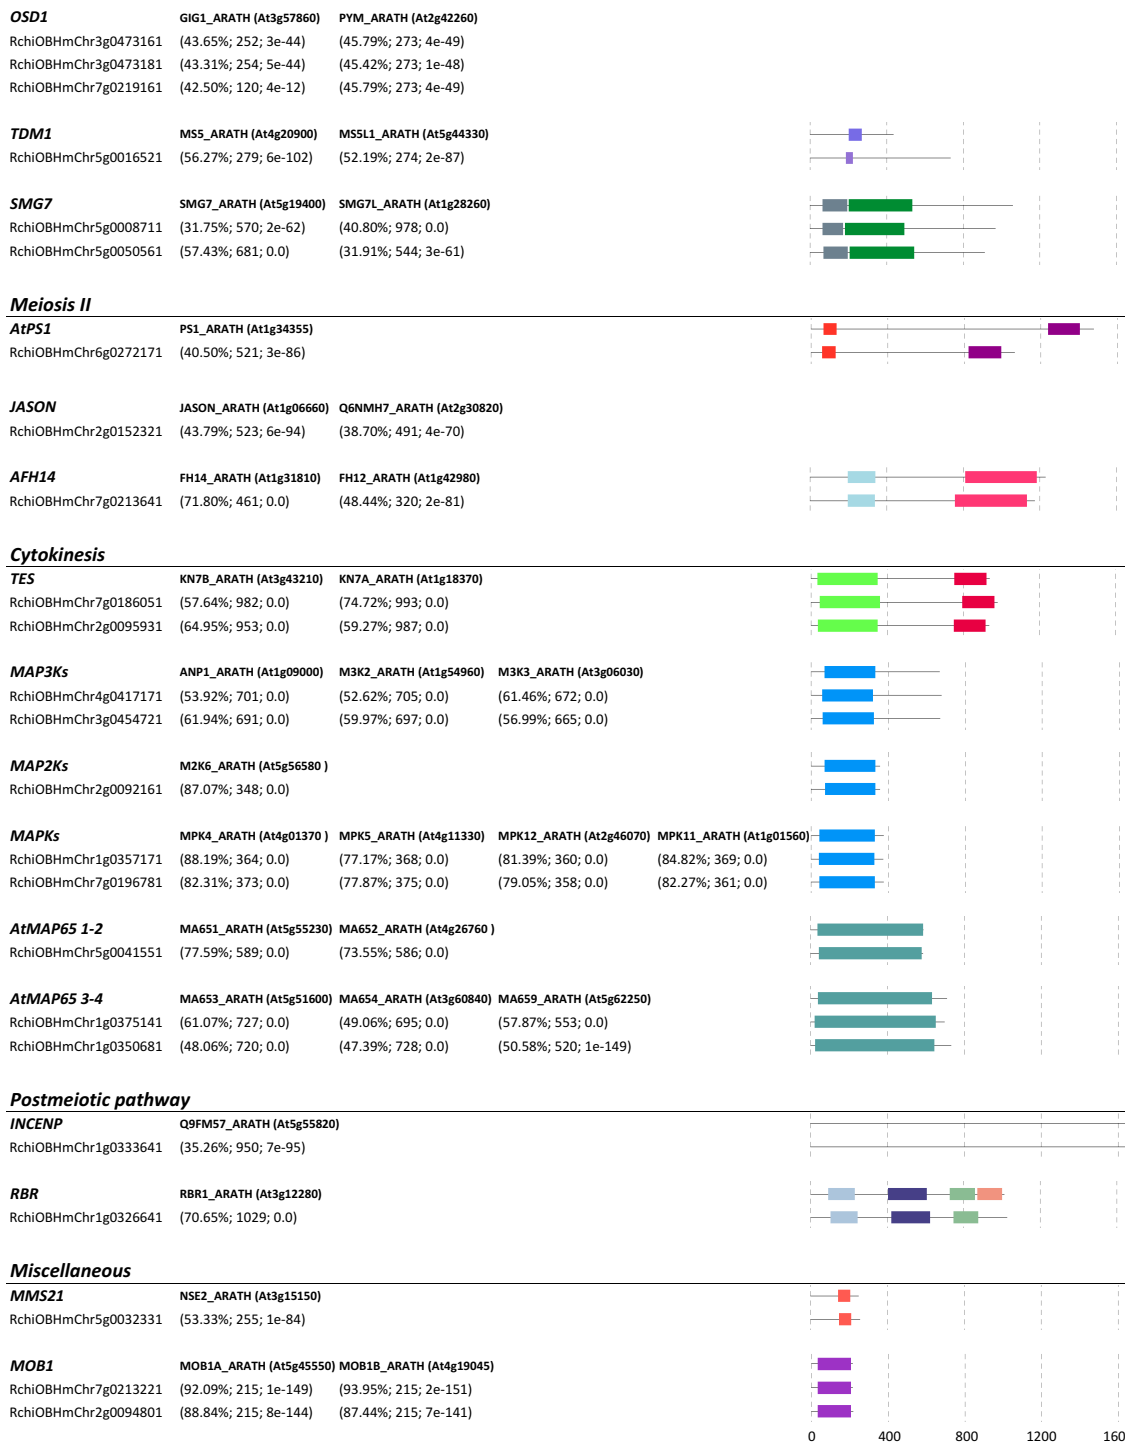 OSD1 GIG1_ARATH (At3g57860) PYM_ARATH (At2g42260)
RchiOBHmChr3g0473161 (43.65%; 252; 3e-44) (45.79%; 273; 4e-49)
RchiOBHmChr3g0473181 (43.31%; 254; 5e-44) (45.42%; 273; 1e-48)
RchiOBHmChr7g0219161 (42.50%; 120; 4e-12) (45.79%; 273; 4e-49)
TDM1 MS5_ARATH (At4g20900) MS5L1_ARATH (At5g44330)
RchiOBHmChr5g0016521 (56.27%; 279; 6e-102) (52.19%; 274; 2e-87)
SMG7 SMG7_ARATH (At5g19400) SMG7L_ARATH (At1g28260)
RchiOBHmChr5g0008711 (31.75%; 570; 2e-62) (40.80%; 978; 0.0)
RchiOBHmChr5g0050561 (57.43%; 681; 0.0) (31.91%; 544; 3e-61)
Meiosis II
AtPS1 PS1_ARATH (At1g34355)
RchiOBHmChr6g0272171 (40.50%; 521; 3e-86)
JASON JASON_ARATH (At1g06660) Q6NMH7_ARATH (At2g30820)
RchiOBHmChr2g0152321 (43.79%; 523; 6e-94) (38.70%; 491; 4e-70)
AFH14 FH14_ARATH (At1g31810) FH12_ARATH (At1g42980)
RchiOBHmChr7g0213641 (71.80%; 461; 0.0) (48.44%; 320; 2e-81)
Cytokinesis
TES KN7B_ARATH (At3g43210) KN7A_ARATH (At1g18370)
RchiOBHmChr7g0186051 (57.64%; 982; 0.0) (74.72%; 993; 0.0)
RchiOBHmChr2g0095931 (64.95%; 953; 0.0) (59.27%; 987; 0.0)
MAP3Ks ANP1_ARATH (At1g09000) M3K2_ARATH (At1g54960) M3K3_ARATH (At3g06030)
RchiOBHmChr4g0417171 (53.92%; 701; 0.0) (52.62%; 705; 0.0) (61.46%; 672; 0.0)
RchiOBHmChr3g0454721 (61.94%; 691; 0.0) (59.97%; 697; 0.0) (56.99%; 665; 0.0)
MAP2Ks M2K6_ARATH (At5g56580 )
RchiOBHmChr2g0092161 (87.07%; 348; 0.0)
MAPKs MPK4_ARATH (At4g01370 ) MPK5_ARATH (At4g11330) MPK12_ARATH (At2g46070) MPK11_ARATH (At1g01560)
RchiOBHmChr1g0357171 (88.19%; 364; 0.0) (77.17%; 368; 0.0) (81.39%; 360; 0.0) (84.82%; 369; 0.0)
RchiOBHmChr7g0196781 (82.31%; 373; 0.0) (77.87%; 375; 0.0) (79.05%; 358; 0.0) (82.27%; 361; 0.0)
AtMAP65 1-2 MA651_ARATH (At5g55230) MA652_ARATH (At4g26760 )
RchiOBHmChr5g0041551 (77.59%; 589; 0.0) (73.55%; 586; 0.0)
AtMAP65 3-4 MA653_ARATH (At5g51600) MA654_ARATH (At3g60840) MA659_ARATH (At5g62250)
RchiOBHmChr1g0375141 (61.07%; 727; 0.0) (49.06%; 695; 0.0) (57.87%; 553; 0.0)
RchiOBHmChr1g0350681 (48.06%; 720; 0.0) (47.39%; 728; 0.0) (50.58%; 520; 1e-149)
Postmeiotic pathway
INCENP Q9FM57_ARATH (At5g55820)
RchiOBHmChr1g0333641 (35.26%; 950; 7e-95)
RBR RBR1_ARATH (At3g12280)
RchiOBHmChr1g0326641 (70.65%; 1029; 0.0)
Miscellaneous
MMS21 NSE2_ARATH (At3g15150)
RchiOBHmChr5g0032331 (53.33%; 255; 1e-84)
MOB1 MOB1A_ARATH (At5g45550) MOB1B_ARATH (At4g19045)
RchiOBHmChr7g0213221 (92.09%; 215; 1e-149) (93.95%; 215; 2e-151)
RchiOBHmChr2g0094801 (88.84%; 215; 8e-144) (87.44%; 215; 7e-141)
0 400 800 1200 160